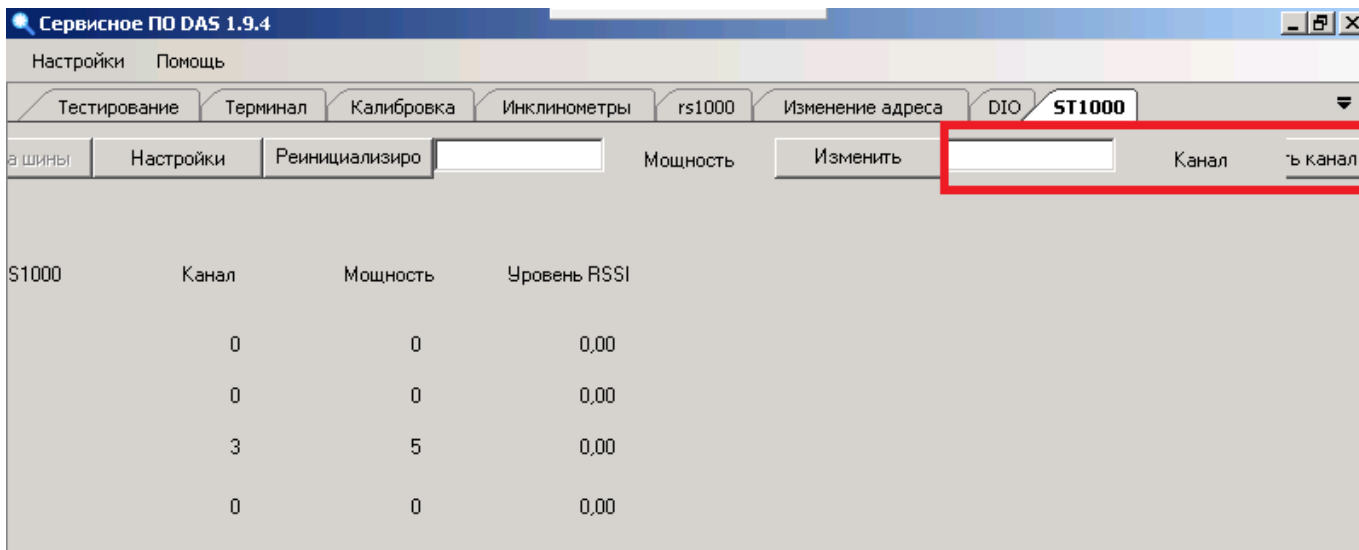 Сервисное ПО DAS 1.9.4
Настройки Помощь
Тестирование Терминал Калибровка Инклинометры rs1000 Изменение адреса DIO ST1000
а шины Настройки Реинициализиро Мощность Изменить Канал ть канал
S1000 Канал Мощность Уровень RSSI
0 0 0,00
0 0 0,00
3 5 0,00
0 0 0,00